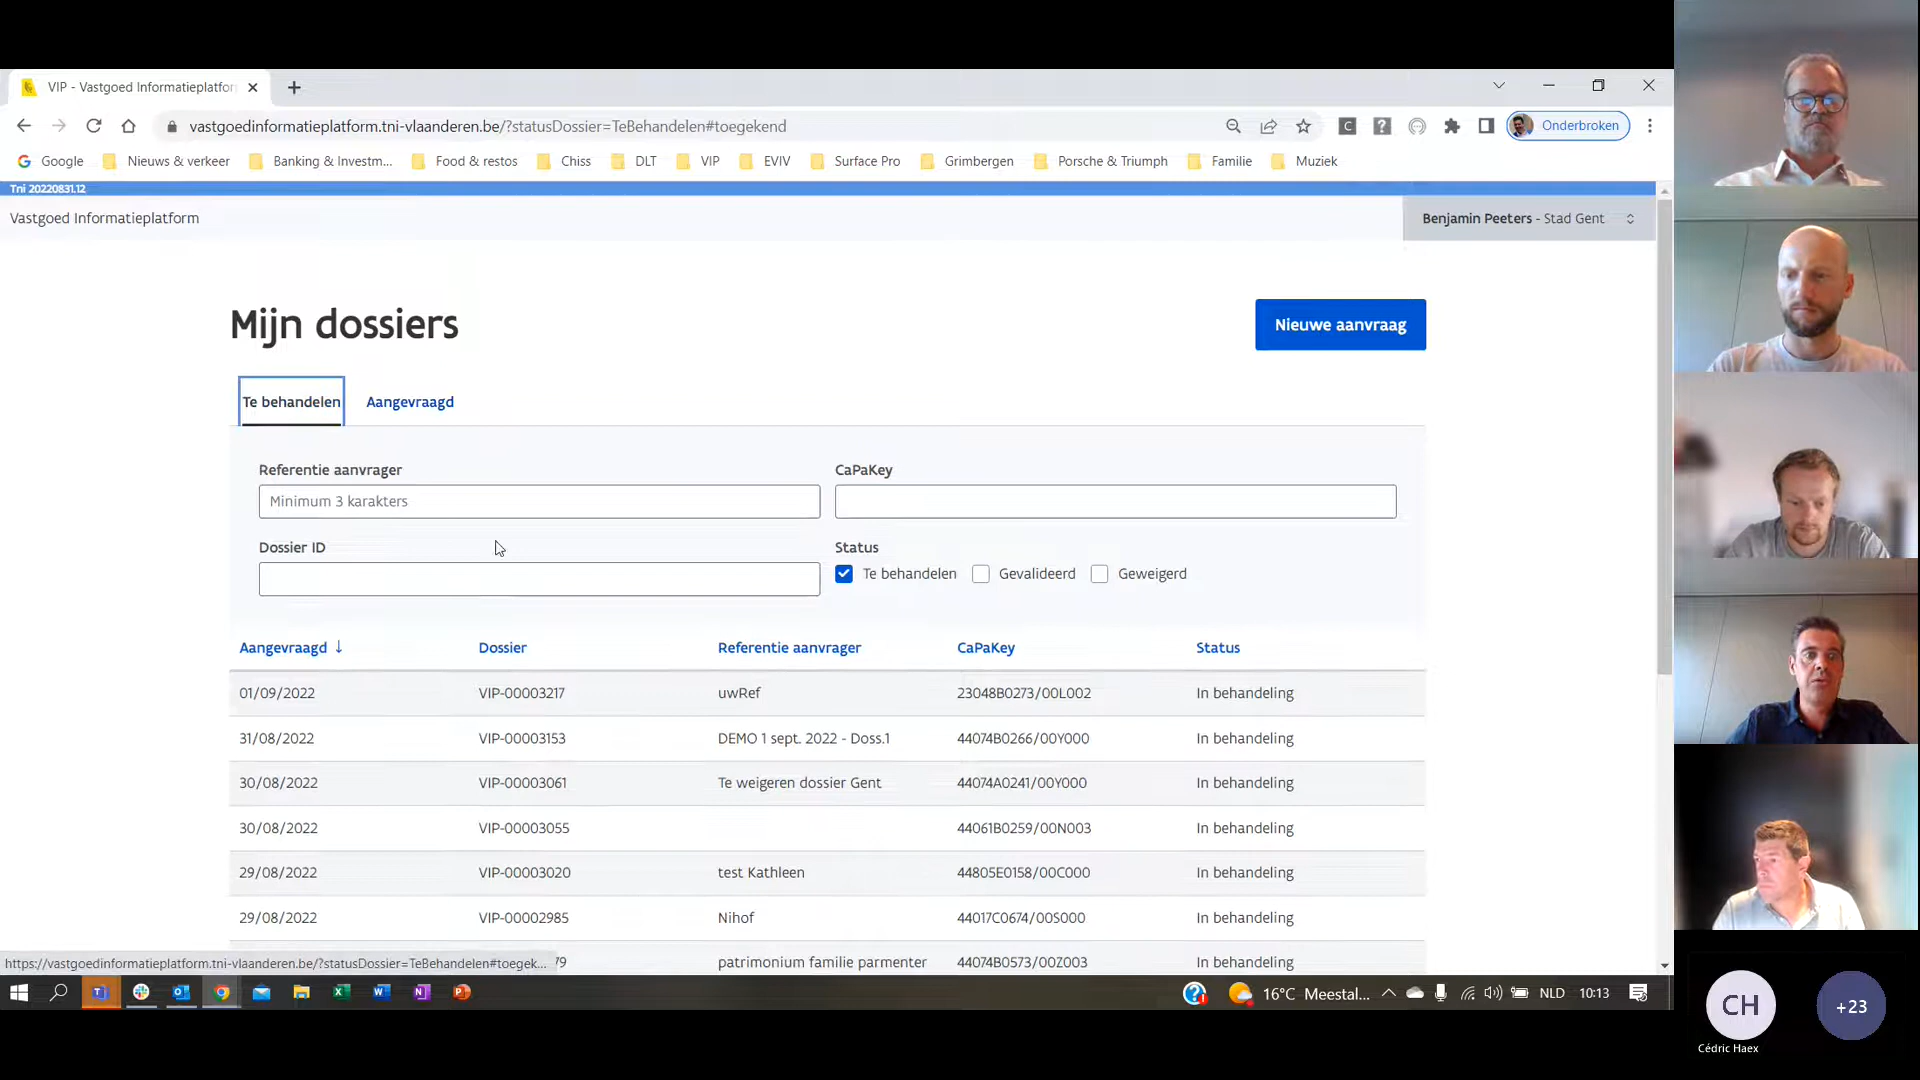 VIP - Vastgoed Informatieplatfor
vastgoedinformatieplatform.tni-vlaanderen.be/?statusDossier=TeBehandelen#toegekend
Onderbroken
Google Nieuws & verkeer Banking & Investm... Food & restos Chiss DLT VIP EVIV Surface Pro Grimbergen Porsche & Triumph Familie Muziek
Tni 20220831.12
Vastgoed Informatieplatform
Benjamin Peeters - Stad Gent
Mijn dossiers
Nieuwe aanvraag
Te behandelen Aangevraagd
Referentie aanvrager CaPaKey
Minimum 3 karakters
Dossier ID Status
Te behandelen Gevalideerd Geweigerd
Aangevraagd ↓ Dossier Referentie aanvrager CaPaKey Status
01/09/2022 VIP-00003217 uwRef 23048B0273/00L002 In behandeling
31/08/2022 VIP-00003153 DEMO 1 sept. 2022 - Doss.1 44074B0266/00Y000 In behandeling
30/08/2022 VIP-00003061 Te weigeren dossier Gent 44074A0241/00Y000 In behandeling
30/08/2022 VIP-00003055 44061B0259/00N003 In behandeling
29/08/2022 VIP-00003020 test Kathleen 44805E0158/00C000 In behandeling
29/08/2022 VIP-00002985 Nihof 44017C0674/00S000 In behandeling
79 patrimonium familie parmenter 44074B0573/00Z003 In behandeling
https://vastgoedinformatieplatform.tni-vlaanderen.be/?statusDossier=TeBehandelen#toegek...
16°C Meestal... NLD 10:13
CH
+23
Cédric Haex